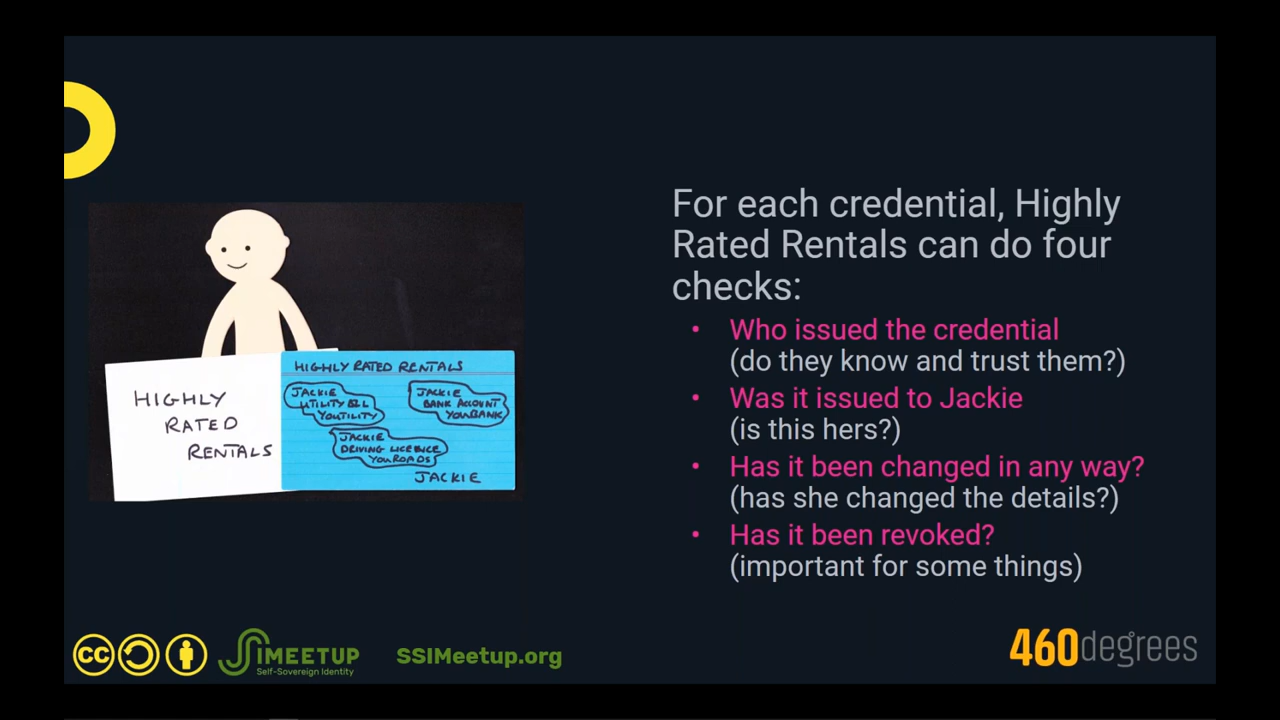 For each credential, Highly
Rated Rentals can do four
checks:
• Who issued the credential
(do they know and trust them?)
• Was it issued to Jackie
(is this hers?)
• Has it been changed in any way?
(has she changed the details?)
• Has it been revoked?
(important for some things)
HIGHLY
RATED
RENTALS
HIGHLY RATED RENTALS
JACKIE
UTILITY BILL
YOUTILITY
JACKIE
BANK ACCOUNT
YOUBANK
JACKIE
DRIVING LICENCE
YOUROADS
JACKIE
cc
SSIMEETUP
Self-Sovereign Identity
SSIMeetup.org
460degrees